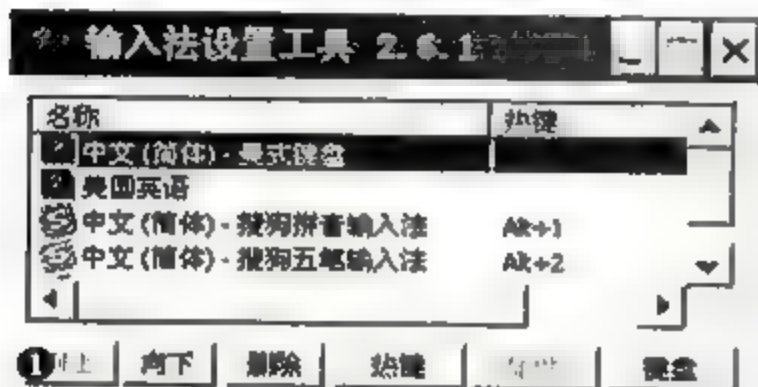 输入法设置工具 2.6.1
名称 热键
中文(简体) - 美式键盘
美国英语
中文(简体) - 搜狗拼音输入法 Alt+1
中文(简体) - 搜狗五笔输入法 Alt+2
1 向上 向下 删除 热键 键盘